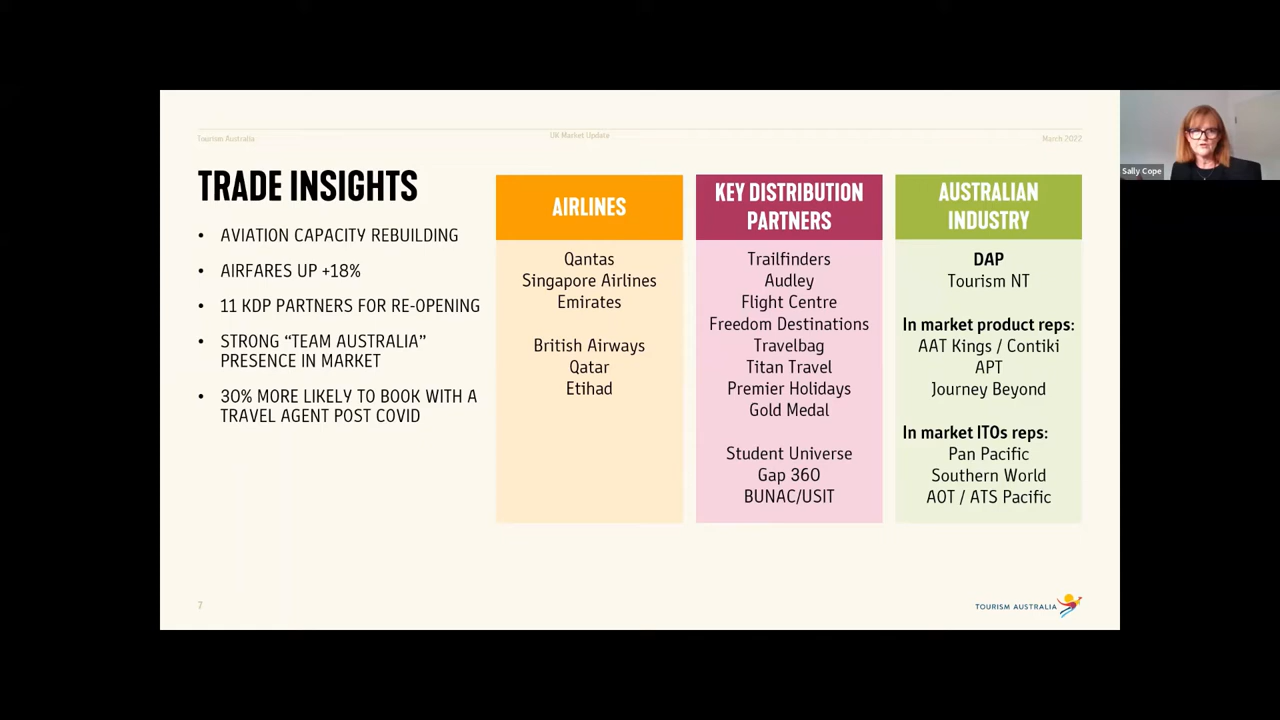 Tourism Australia
UK Market Update
March 2022
TRADE INSIGHTS
• AVIATION CAPACITY REBUILDING
• AIRFARES UP +18%
• 11 KDP PARTNERS FOR RE-OPENING
• STRONG “TEAM AUSTRALIA”
PRESENCE IN MARKET
• 30% MORE LIKELY TO BOOK WITH A
TRAVEL AGENT POST COVID
AIRLINES
Qantas
Singapore Airlines
Emirates
British Airways
Qatar
Etihad
KEY DISTRIBUTION
PARTNERS
Trailfinders
Audley
Flight Centre
Freedom Destinations
Travelbag
Titan Travel
Premier Holidays
Gold Medal
Student Universe
Gap 360
BUNAC/USIT
AUSTRALIAN
INDUSTRY
DAP
Tourism NT
In market product reps:
AAT Kings / Contiki
APT
Journey Beyond
In market ITOs reps:
Pan Pacific
Southern World
AOT / ATS Pacific
7
TOURISM AUSTRALIA
Sally Cope